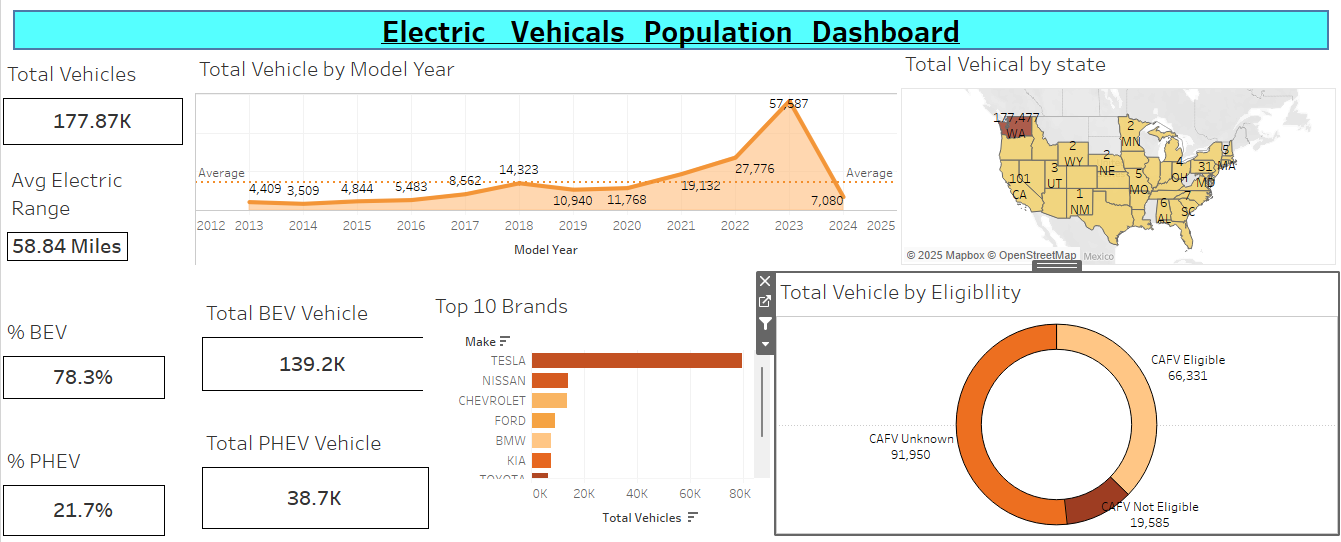 Electric Vehicals Population Dashboard
Total Vehicles
177.87K
Avg Electric
Range
58.84 Miles
% BEV
78.3%
% PHEV
21.7%
Total Vehicle by Model Year
57,587
Average
Average
4,409
3,509
4,844
5,483
8,562
14,323
10,940
11,768
19,132
27,776
7,080
2012 2013 2014 2015 2016 2017 2018 2019 2020 2021 2022 2023 2024 2025
Model Year
Total Vehical by state
177,477
WA
2
MN
2
WY
2
NE
5
MA
31
MD
4
OH
3
UT
101
CA
5
MO
1
NM
6
AL
7
SC
© 2025 Mapbox © OpenStreetMap
Mexico
Total BEV Vehicle
139.2K
Total PHEV Vehicle
38.7K
Top 10 Brands
Make
TESLA
NISSAN
CHEVROLET
FORD
BMW
KIA
TOYOTA
0K 20K 40K 60K 80K
Total Vehicles
Total Vehicle by Eligibllity
CAFV Eligible
66,331
CAFV Unknown
91,950
CAFV Not Eligible
19,585